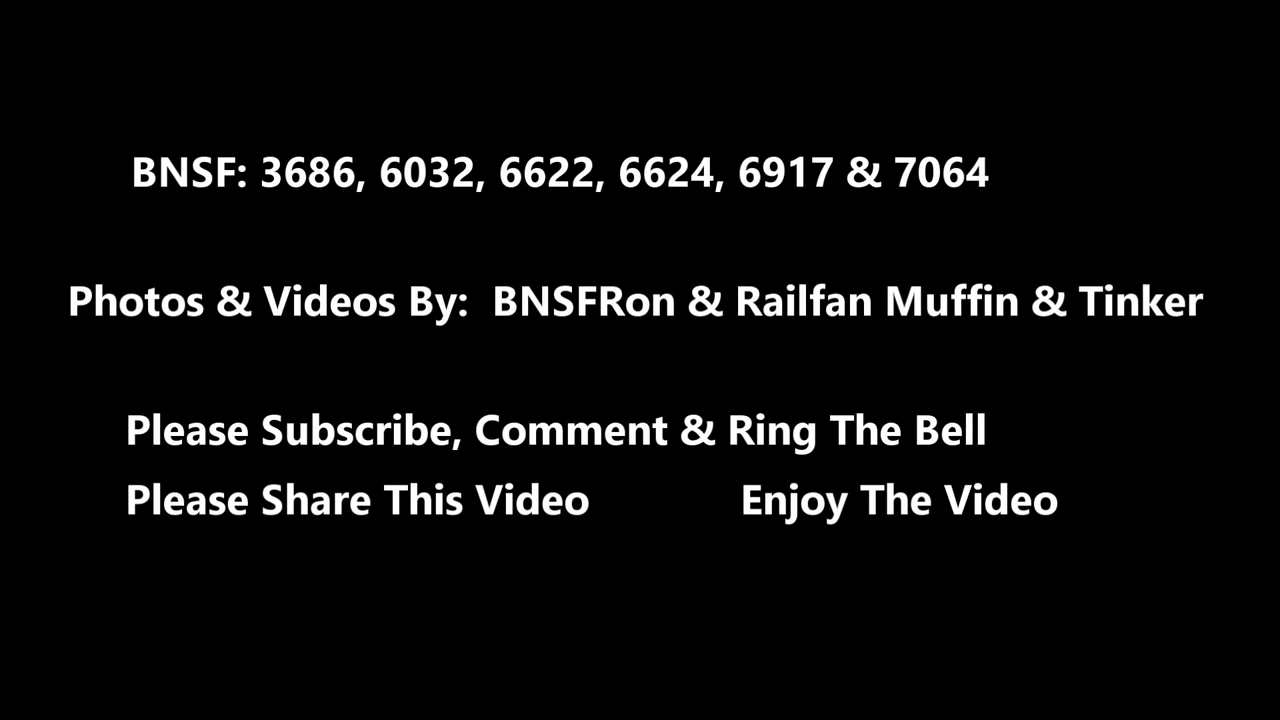 BNSF: 3686, 6032, 6622, 6624, 6917 & 7064
Photos & Videos By:  BNSFRon & Railfan Muffin & Tinker
Please Subscribe, Comment & Ring The Bell
Please Share This Video Enjoy The Video